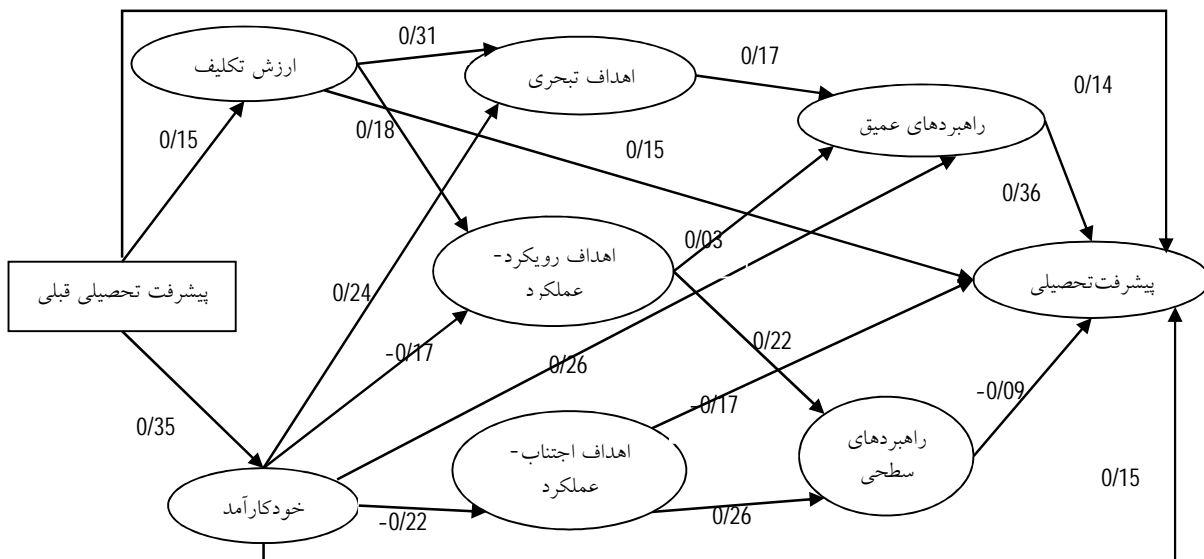 0/31
0/17
ارزش تکلیف
اهداف تبحری
0/14
0/15
0/18
راهبردهای عمیق
0/15
0/36
اهداف رویکرد-
عملکرد
0/03
پیشرفت تحصیلی قبلی
پیشرفت‌تحصیلی
0/24
-0/17
0/26
0/22
-0/17
-0/09
0/35
اهداف اجتناب-
عملکرد
راهبردهای
سطحی
خودکارآمد
-0/22
0/26
0/15